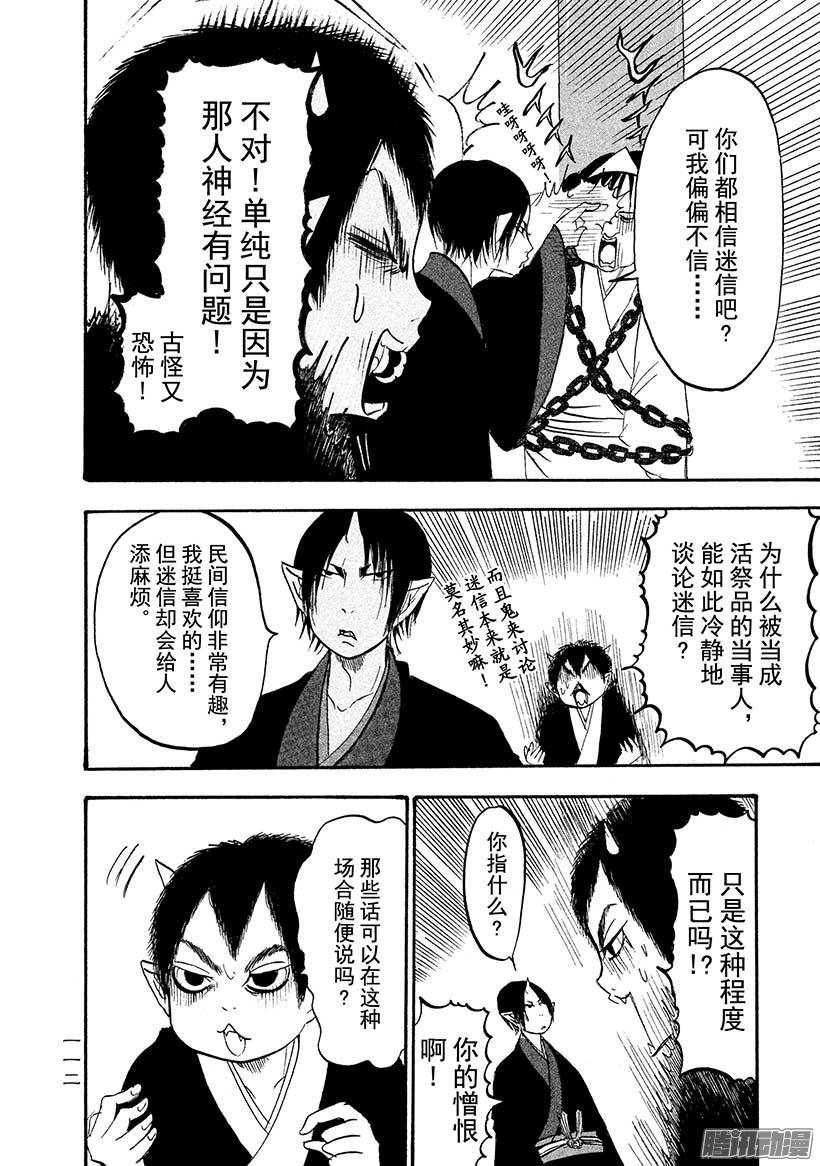 你们都相信迷信吧？
可我偏偏不信……
哇呀呀呀！
不对！单纯只是因为
那人神经有问题！
古怪又
恐怖！
为什么被当成
活祭品的当事人，
能如此冷静地
谈论迷信？
而且鬼来讨论
迷信本来就是
莫名其妙嘛！
民间信仰非常有趣，
我挺喜欢的……
但迷信却会给人
添麻烦。
只是这种程度
而已吗！？
你指什么？
你的憎恨
啊！
那些话可以在这种
场合随便说吗？
一一二
腾讯动漫